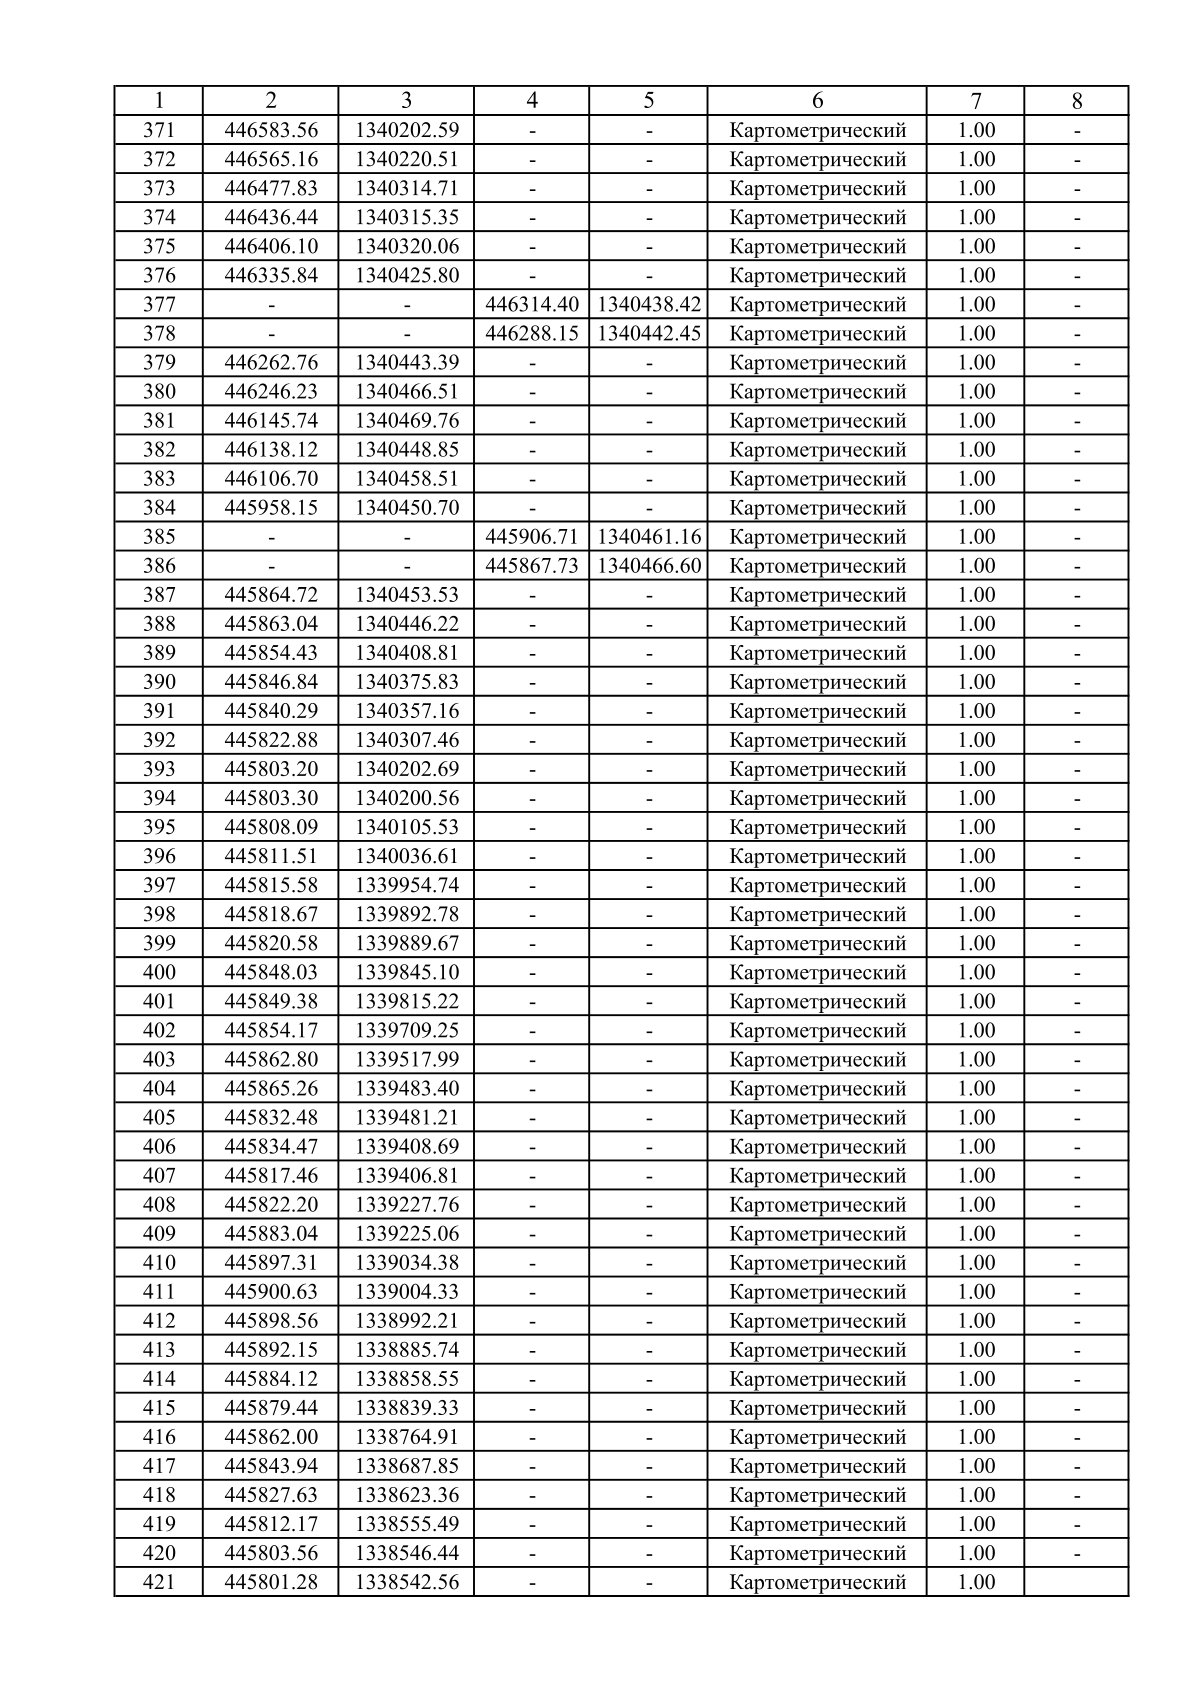 1 2 3 4 5 6 7 8
371 446583.56 1340202.59 - - Картометрический 1.00 -
372 446565.16 1340220.51 - - Картометрический 1.00 -
373 446477.83 1340314.71 - - Картометрический 1.00 -
374 446436.44 1340315.35 - - Картометрический 1.00 -
375 446406.10 1340320.06 - - Картометрический 1.00 -
376 446335.84 1340425.80 - - Картометрический 1.00 -
377 - - 446314.40 1340438.42 Картометрический 1.00 -
378 - - 446288.15 1340442.45 Картометрический 1.00 -
379 446262.76 1340443.39 - - Картометрический 1.00 -
380 446246.23 1340466.51 - - Картометрический 1.00 -
381 446145.74 1340469.76 - - Картометрический 1.00 -
382 446138.12 1340448.85 - - Картометрический 1.00 -
383 446106.70 1340458.51 - - Картометрический 1.00 -
384 445958.15 1340450.70 - - Картометрический 1.00 -
385 - - 445906.71 1340461.16 Картометрический 1.00 -
386 - - 445867.73 1340466.60 Картометрический 1.00 -
387 445864.72 1340453.53 - - Картометрический 1.00 -
388 445863.04 1340446.22 - - Картометрический 1.00 -
389 445854.43 1340408.81 - - Картометрический 1.00 -
390 445846.84 1340375.83 - - Картометрический 1.00 -
391 445840.29 1340357.16 - - Картометрический 1.00 -
392 445822.88 1340307.46 - - Картометрический 1.00 -
393 445803.20 1340202.69 - - Картометрический 1.00 -
394 445803.30 1340200.56 - - Картометрический 1.00 -
395 445808.09 1340105.53 - - Картометрический 1.00 -
396 445811.51 1340036.61 - - Картометрический 1.00 -
397 445815.58 1339954.74 - - Картометрический 1.00 -
398 445818.67 1339892.78 - - Картометрический 1.00 -
399 445820.58 1339889.67 - - Картометрический 1.00 -
400 445848.03 1339845.10 - - Картометрический 1.00 -
401 445849.38 1339815.22 - - Картометрический 1.00 -
402 445854.17 1339709.25 - - Картометрический 1.00 -
403 445862.80 1339517.99 - - Картометрический 1.00 -
404 445865.26 1339483.40 - - Картометрический 1.00 -
405 445832.48 1339481.21 - - Картометрический 1.00 -
406 445834.47 1339408.69 - - Картометрический 1.00 -
407 445817.46 1339406.81 - - Картометрический 1.00 -
408 445822.20 1339227.76 - - Картометрический 1.00 -
409 445883.04 1339225.06 - - Картометрический 1.00 -
410 445897.31 1339034.38 - - Картометрический 1.00 -
411 445900.63 1339004.33 - - Картометрический 1.00 -
412 445898.56 1338992.21 - - Картометрический 1.00 -
413 445892.15 1338885.74 - - Картометрический 1.00 -
414 445884.12 1338858.55 - - Картометрический 1.00 -
415 445879.44 1338839.33 - - Картометрический 1.00 -
416 445862.00 1338764.91 - - Картометрический 1.00 -
417 445843.94 1338687.85 - - Картометрический 1.00 -
418 445827.63 1338623.36 - - Картометрический 1.00 -
419 445812.17 1338555.49 - - Картометрический 1.00 -
420 445803.56 1338546.44 - - Картометрический 1.00 -
421 445801.28 1338542.56 - - Картометрический 1.00